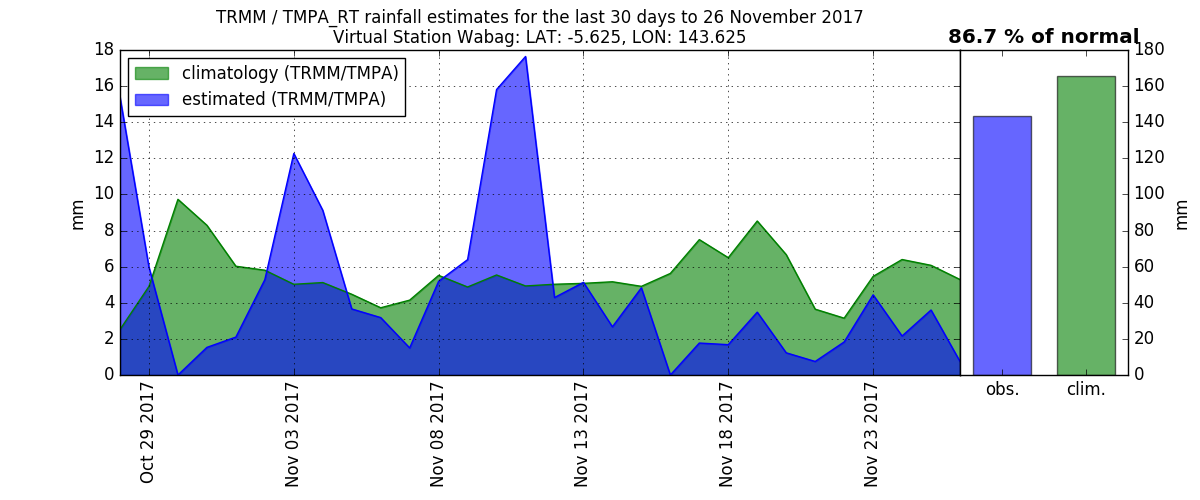 TRMM / TMPA_RT rainfall estimates for the last 30 days to 26 November 2017
Virtual Station Wabag: LAT: -5.625, LON: 143.625
86.7 % of normal
climatology (TRMM/TMPA)
estimated (TRMM/TMPA)
mm
18
16
14
12
10
8
6
4
2
0
Oct 29 2017
Nov 03 2017
Nov 08 2017
Nov 13 2017
Nov 18 2017
Nov 23 2017
obs.
clim.
180
160
140
120
100
80
60
40
20
0
mm